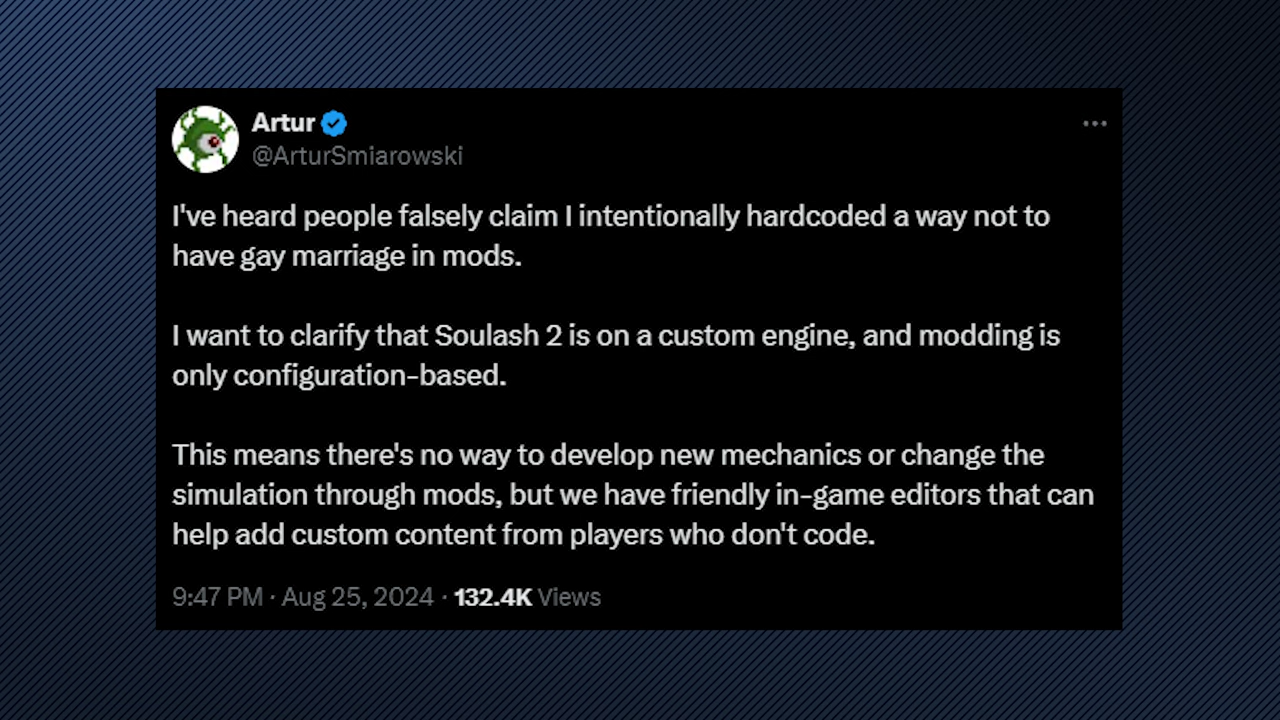 Artur
@ArturSmiarowski
I've heard people falsely claim I intentionally hardcoded a way not to
have gay marriage in mods.
I want to clarify that Soulash 2 is on a custom engine, and modding is
only configuration-based.
This means there's no way to develop new mechanics or change the
simulation through mods, but we have friendly in-game editors that can
help add custom content from players who don't code.
9:47 PM · Aug 25, 2024 · 132.4K Views